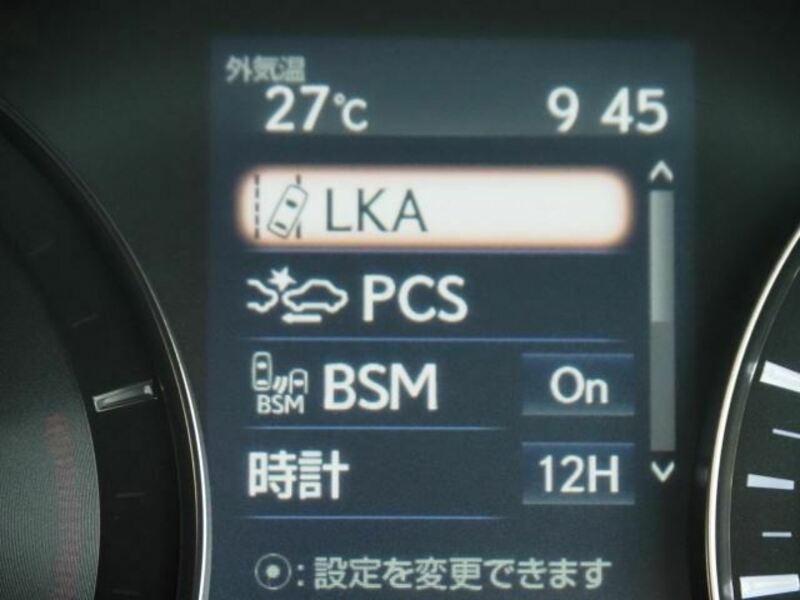 外気温
27℃ 9 45
LKA
PCS
BSM BSM On
時計 12H
⦿: 設定を変更できます